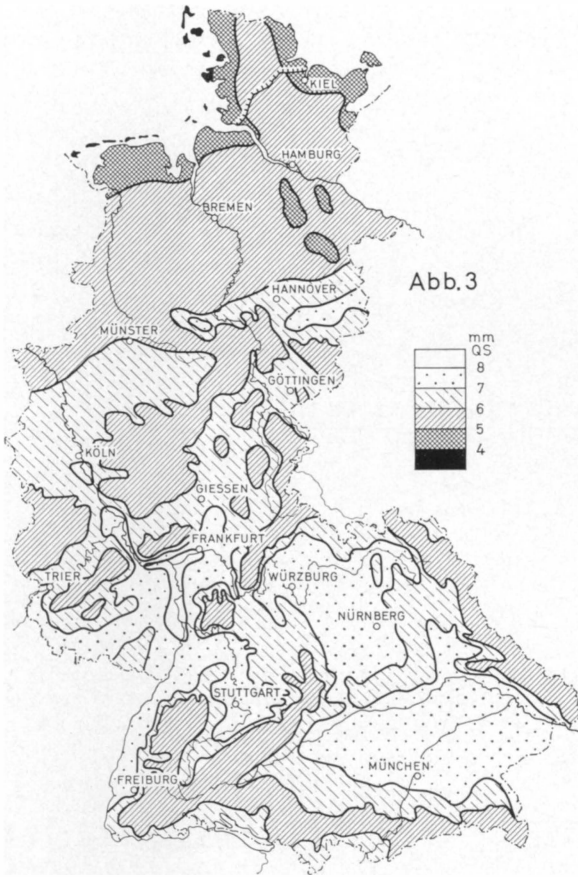 KIEL
HAMBURG
BREMEN
HANNOVER
Abb.3
MÜNSTER
mm
QS
8
7
6
5
4
GÖTTINGEN
KÖLN
GIESSEN
FRANKFURT
TRIER
WÜRZBURG
NÜRNBERG
STUTTGART
MÜNCHEN
FREIBURG